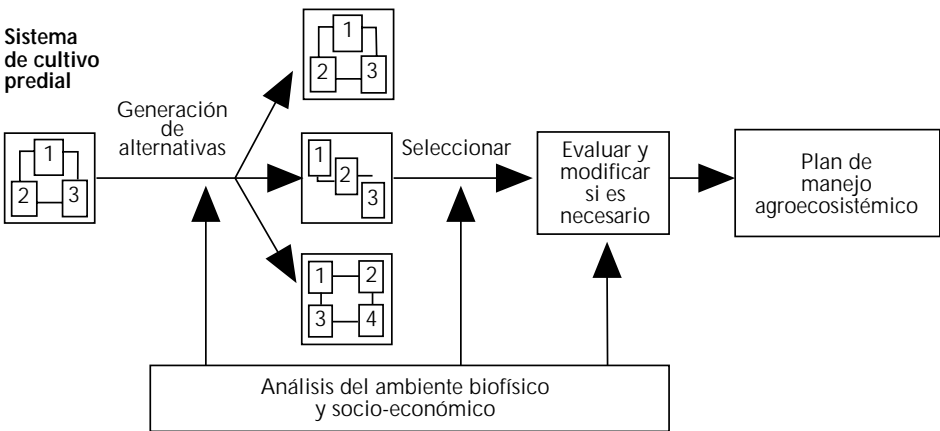 Sistema
de cultivo
predial
1
2 3
Generación
de
alternativas
1
2 3
1
2
3
1 2
3 4
Seleccionar
Evaluar y
modificar
si es
necesario
Plan de
manejo
agroecosistémico
Análisis del ambiente biofísico
y socio-económico